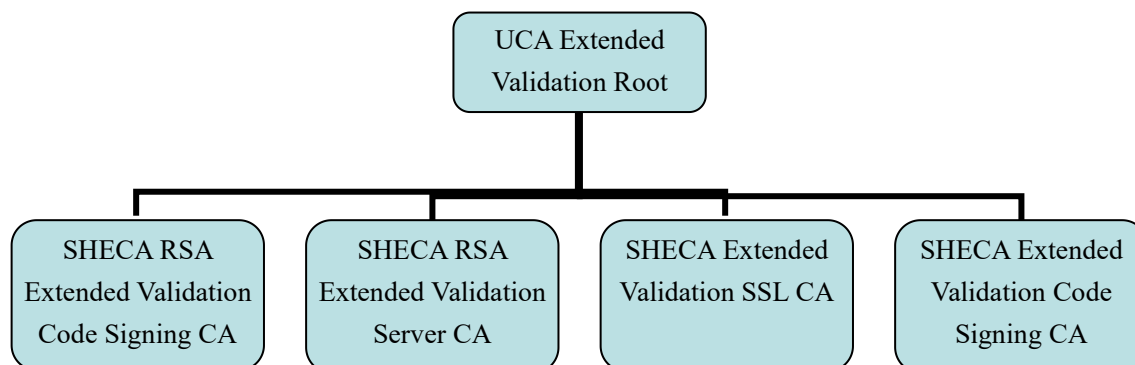 UCA Extended
Validation Root
SHECA RSA
Extended Validation
Code Signing CA
SHECA RSA
Extended Validation
Server CA
SHECA Extended
Validation SSL CA
SHECA Extended
Validation Code
Signing CA